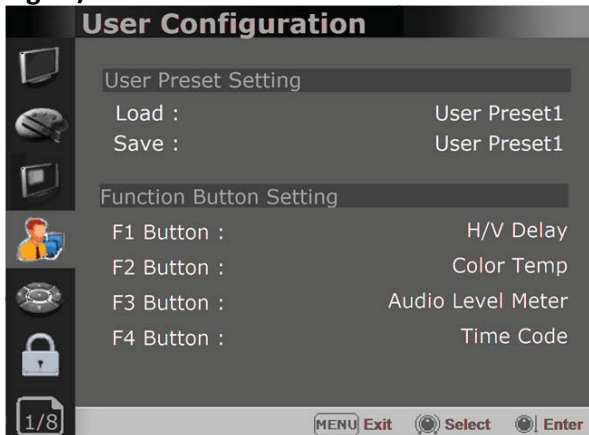 User Configuration
User Preset Setting
Load : User Preset1
Save : User Preset1
Function Button Setting
F1 Button : H/V Delay
F2 Button : Color Temp
F3 Button : Audio Level Meter
F4 Button : Time Code
1/8 MENU Exit Select Enter